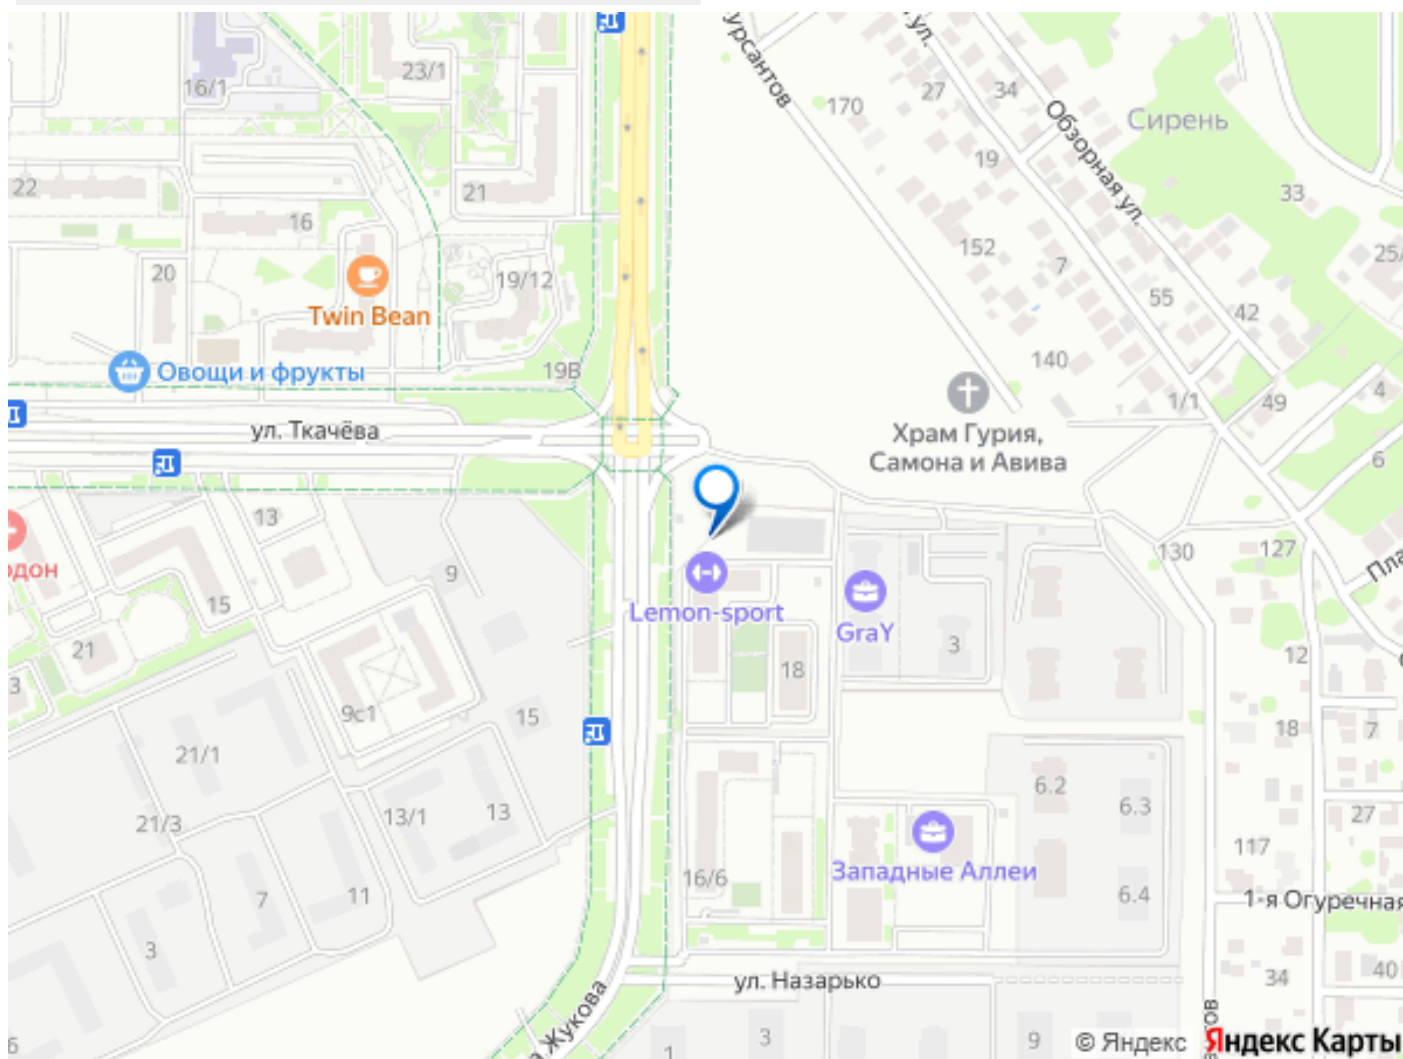 23/1
16/1
урсантов
ул.
27
34
170
Обзорная ул.
Сирень
19
22
21
33
16
152
7
25/
20
19/12
55
Twin Bean
42
140
Овощи и фрукты
19В
4
1/1
49
ул. Ткачёва
Храм Гурия,
Самона и Авива
6
13
130
127
9
Lemon-sport
15
GraY
3
21
18
12
3
9с1
15
18
7
21/1
6.2
6.3
21/3
13/1
13
27
117
16/6
Западные Аллеи
7
11
6.4
1-я Огуречная
3
34
40
ул. Назарько
Жукова
6
1
3
9
© Яндекс
Яндекс Карты